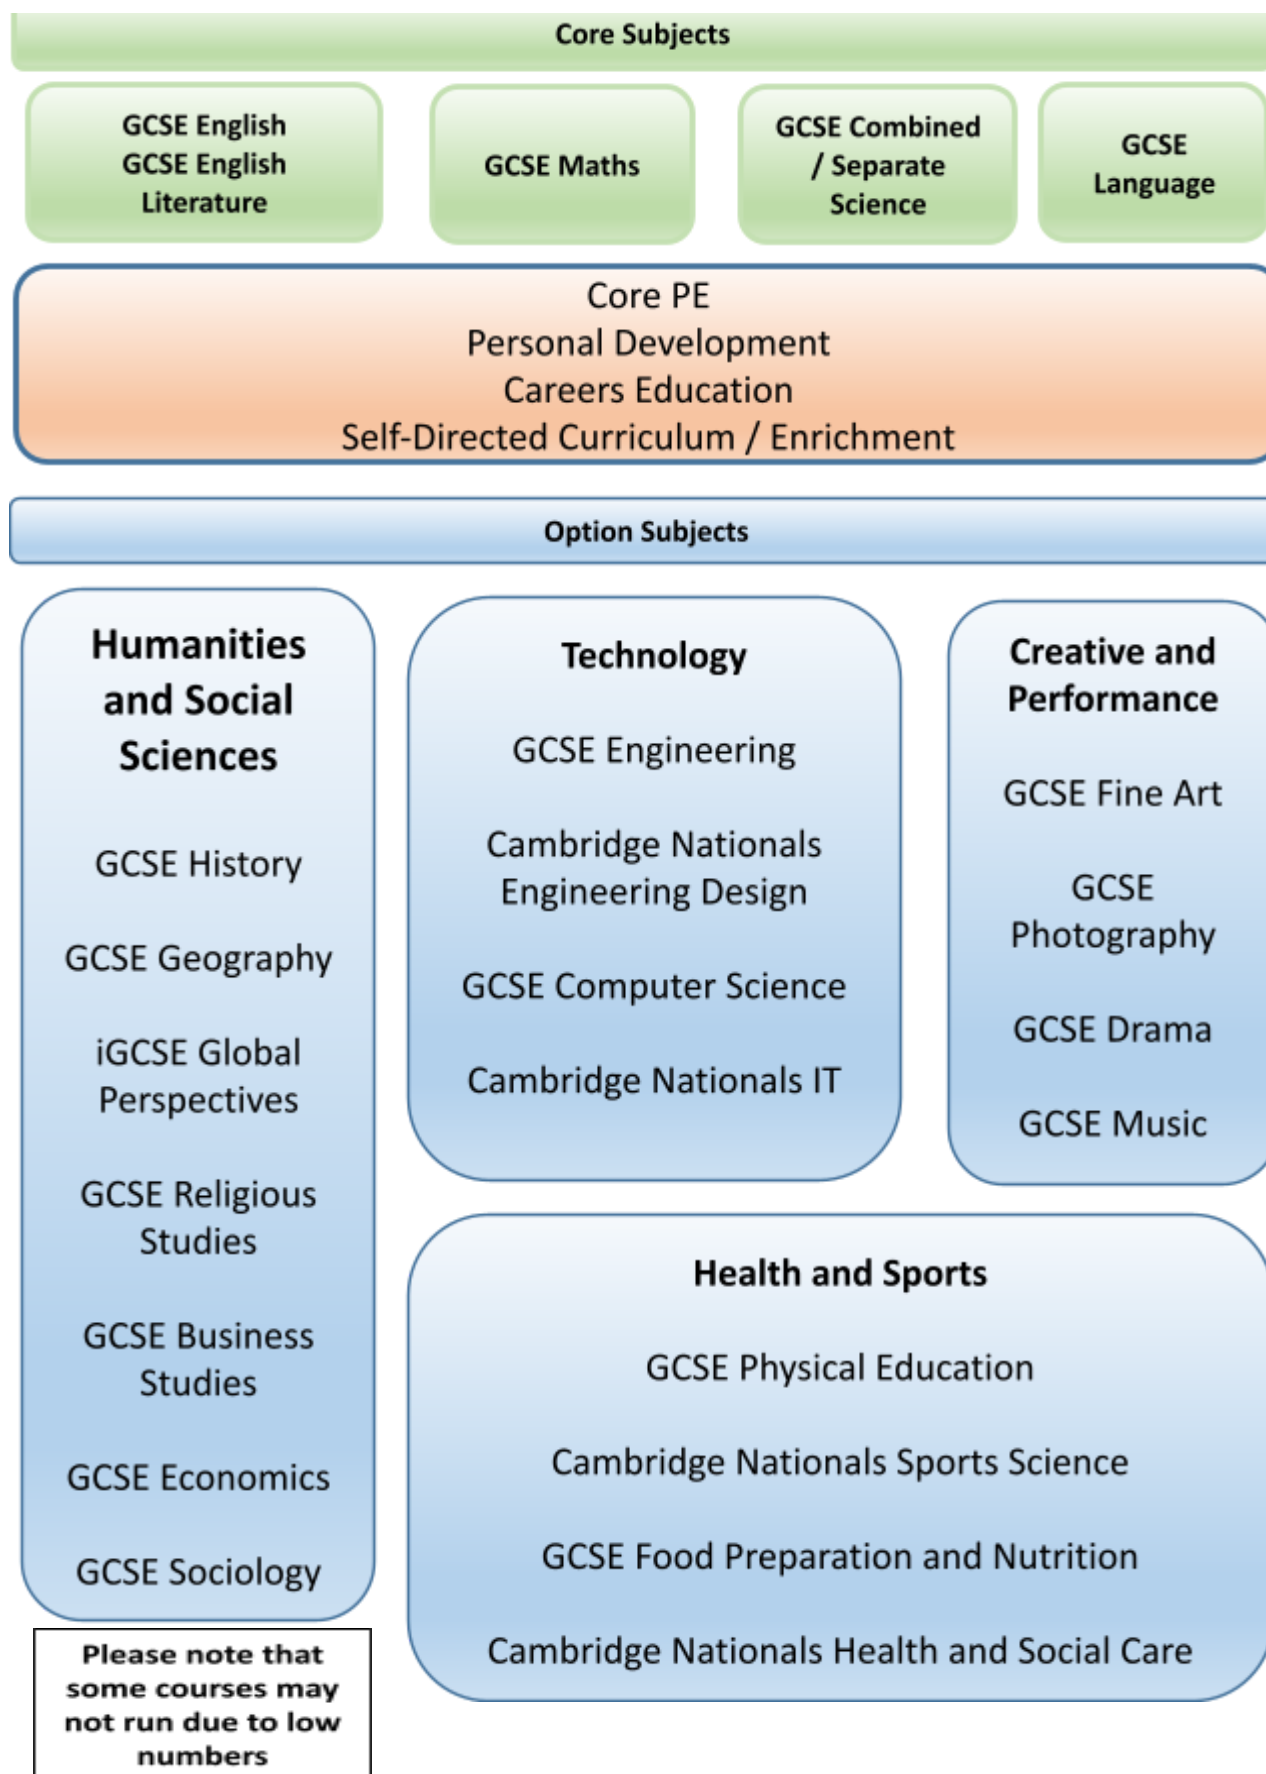 Core Subjects
GCSE English
GCSE English
Literature
GCSE Maths
GCSE Combined
/ Separate
Science
GCSE
Language
Core PE
Personal Development
Careers Education
Self-Directed Curriculum / Enrichment
Option Subjects
Humanities
and Social
Sciences
GCSE History
GCSE Geography
iGCSE Global
Perspectives
GCSE Religious
Studies
GCSE Business
Studies
GCSE Economics
GCSE Sociology
Technology
GCSE Engineering
Cambridge Nationals
Engineering Design
GCSE Computer Science
Cambridge Nationals IT
Creative and
Performance
GCSE Fine Art
GCSE
Photography
GCSE Drama
GCSE Music
Health and Sports
GCSE Physical Education
Cambridge Nationals Sports Science
GCSE Food Preparation and Nutrition
Cambridge Nationals Health and Social Care
Please note that
some courses may
not run due to low
numbers